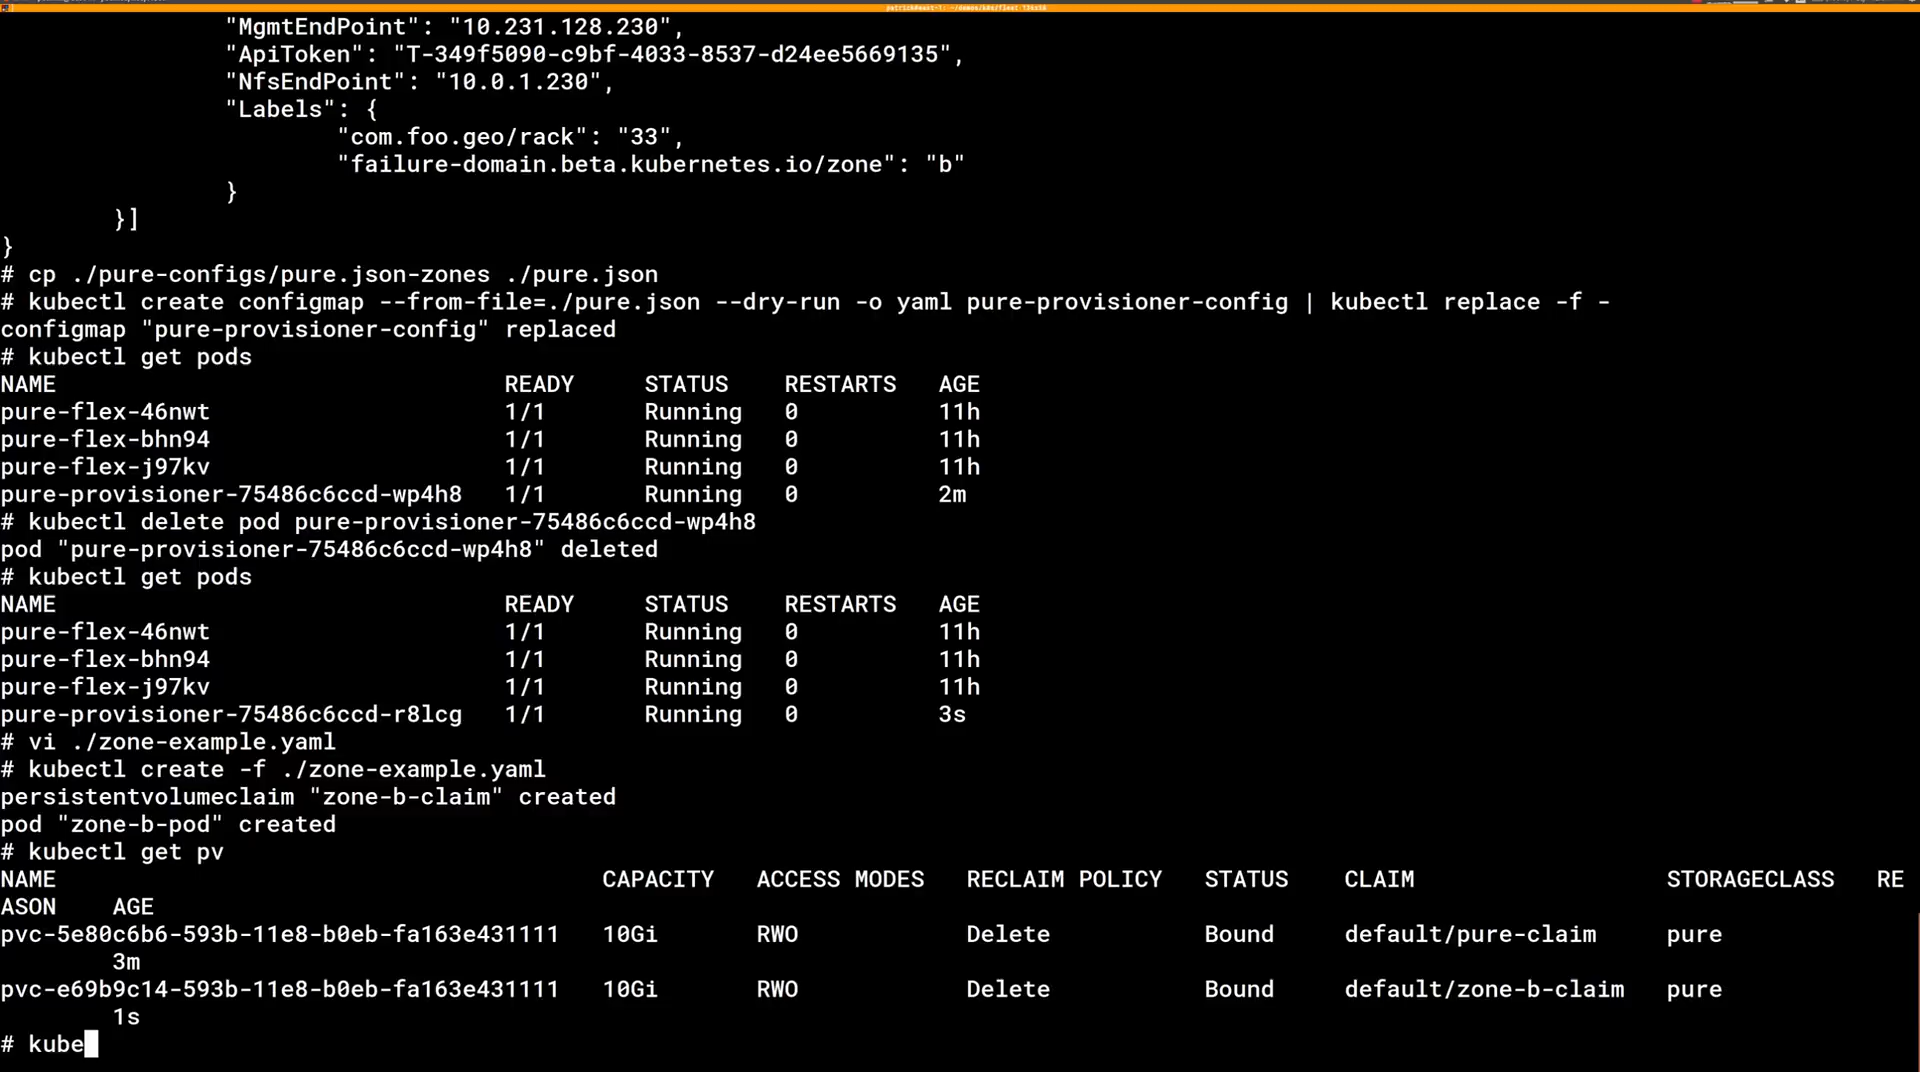 "MgmtEndPoint": "10.231.128.230",
"ApiToken": "T-349f5090-c9bf-4033-8537-d24ee5669135",
"NfsEndPoint": "10.0.1.230",
"Labels": {
"com.foo.geo/rack": "33",
"failure-domain.beta.kubernetes.io/zone": "b"
}
}]
}
# cp ./pure-configs/pure.json-zones ./pure.json
# kubectl create configmap --from-file=./pure.json --dry-run -o yaml pure-provisioner-config | kubectl replace -f -
configmap "pure-provisioner-config" replaced
# kubectl get pods
NAME READY STATUS RESTARTS AGE
pure-flex-46nwt 1/1 Running 0 11h
pure-flex-bhn94 1/1 Running 0 11h
pure-flex-j97kv 1/1 Running 0 11h
pure-provisioner-75486c6ccd-wp4h8 1/1 Running 0 2m
# kubectl delete pod pure-provisioner-75486c6ccd-wp4h8
pod "pure-provisioner-75486c6ccd-wp4h8" deleted
# kubectl get pods
NAME READY STATUS RESTARTS AGE
pure-flex-46nwt 1/1 Running 0 11h
pure-flex-bhn94 1/1 Running 0 11h
pure-flex-j97kv 1/1 Running 0 11h
pure-provisioner-75486c6ccd-r8lcg 1/1 Running 0 3s
# vi ./zone-example.yaml
# kubectl create -f ./zone-example.yaml
persistentvolumeclaim "zone-b-claim" created
pod "zone-b-pod" created
# kubectl get pv
NAME CAPACITY ACCESS MODES RECLAIM POLICY STATUS CLAIM STORAGECLASS RE
ASON AGE
pvc-5e80c6b6-593b-11e8-b0eb-fa163e431111 10Gi RWO Delete Bound default/pure-claim pure
3m
pvc-e69b9c14-593b-11e8-b0eb-fa163e431111 10Gi RWO Delete Bound default/zone-b-claim pure
1s
# kube